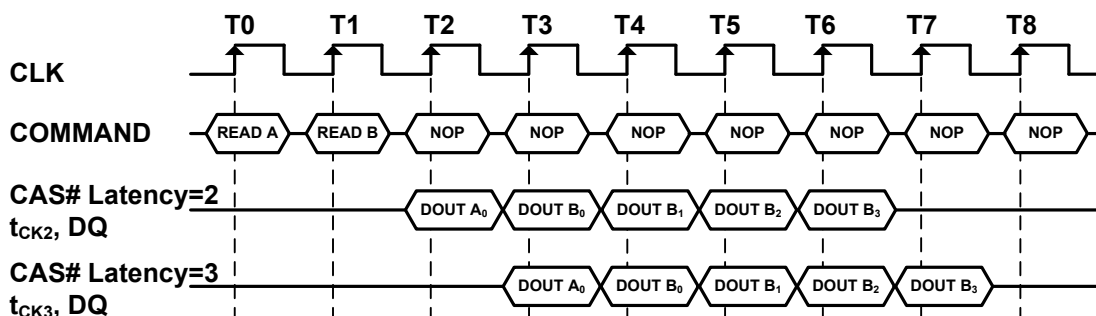 T0 T1 T2 T3 T4 T5 T6 T7 T8
CLK
COMMAND READ A READ B NOP NOP NOP NOP NOP NOP NOP
CAS# Latency=2
tCK2, DQ DOUT A0 DOUT B0 DOUT B1 DOUT B2 DOUT B3
CAS# Latency=3
tCK3, DQ DOUT A0 DOUT B0 DOUT B1 DOUT B2 DOUT B3